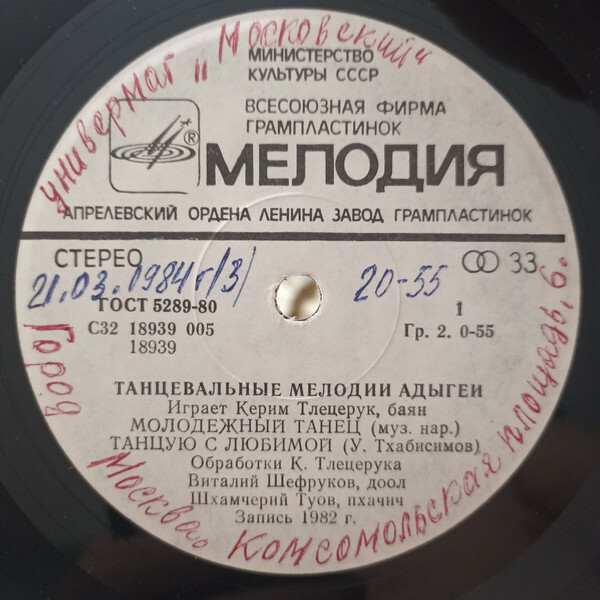 универмаг „Московский“
МИНИСТЕРСТВО
КУЛЬТУРЫ СССР
ВСЕСОЮЗНАЯ ФИРМА
ГРАМПЛАСТИНОК
®
МЕЛОДИЯ
АПРЕЛЕВСКИЙ ОРДЕНА ЛЕНИНА ЗАВОД ГРАМПЛАСТИНОК
СТЕРЕО
33
21.03.1984г/3/
20-55
ГОСТ 5289-80
1
С32 18939 005
Гр. 2. 0-55
18939
ТАНЦЕВАЛЬНЫЕ МЕЛОДИИ АДЫГЕИ
Играет Керим Тлецерук, баян
МОЛОДЕЖНЫЙ ТАНЕЦ (муз. нар.)
ТАНЦУЮ С ЛЮБИМОЙ (У. Тхабисимов)
Обработки К. Тлецерука
Виталий Шефруков, доол
Шхамчерий Туов, пхачич
Запись 1982 г.
Город Москва. Комсомольская площадь, 6.